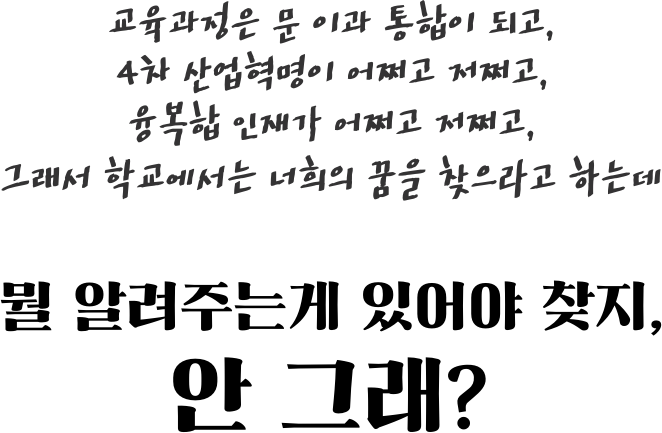 교육과정은 문 이과 통합이 되고,
4차 산업혁명이 어쩌고 저쩌고,
융복합 인재가 어쩌고 저쩌고,
그래서 학교에서는 너희의 꿈을 찾으라고 하는데
뭘 알려주는게 있어야 찾지,
안 그래?